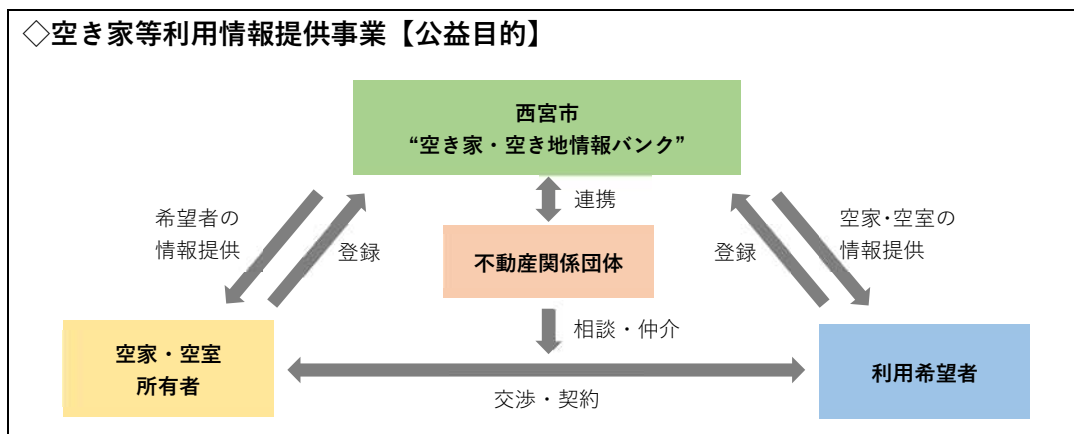 ◇空き家等利用情報提供事業【公益目的】
西宮市
“空き家・空き地情報バンク”
希望者の
情報提供
登録
連携
不動産関係団体
登録
空家・空室の
情報提供
相談・仲介
空家・空室
所有者
交渉・契約
利用希望者